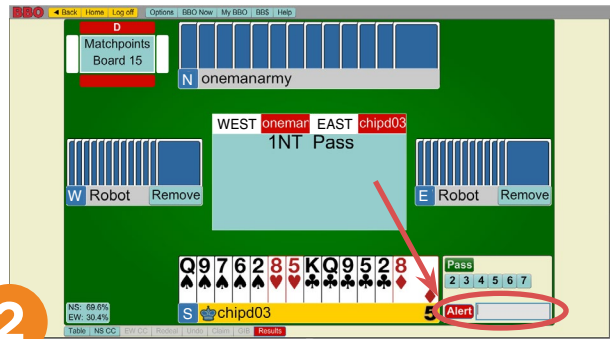 BBO ◄ Back Home Log off Options BBO Now My BBO BB$ Help
D
Matchpoints
Board 15
N onemanarmy
WEST oneman EAST chipd03
1NT Pass
W Robot Remove
E Robot Remove
Q 9 7 6 2 8 5 K Q 9 5 2 8
♠ ♠ ♠ ♠ ♠ ♥ ♥ ♣ ♣ ♣ ♣ ♣ ♦
Pass
2 3 4 5 6 7
Alert
NS: 69.6%
EW: 30.4%
S chipd03 5
2
Table NS CC EW CC Rodeal Undo Claim GIB Results